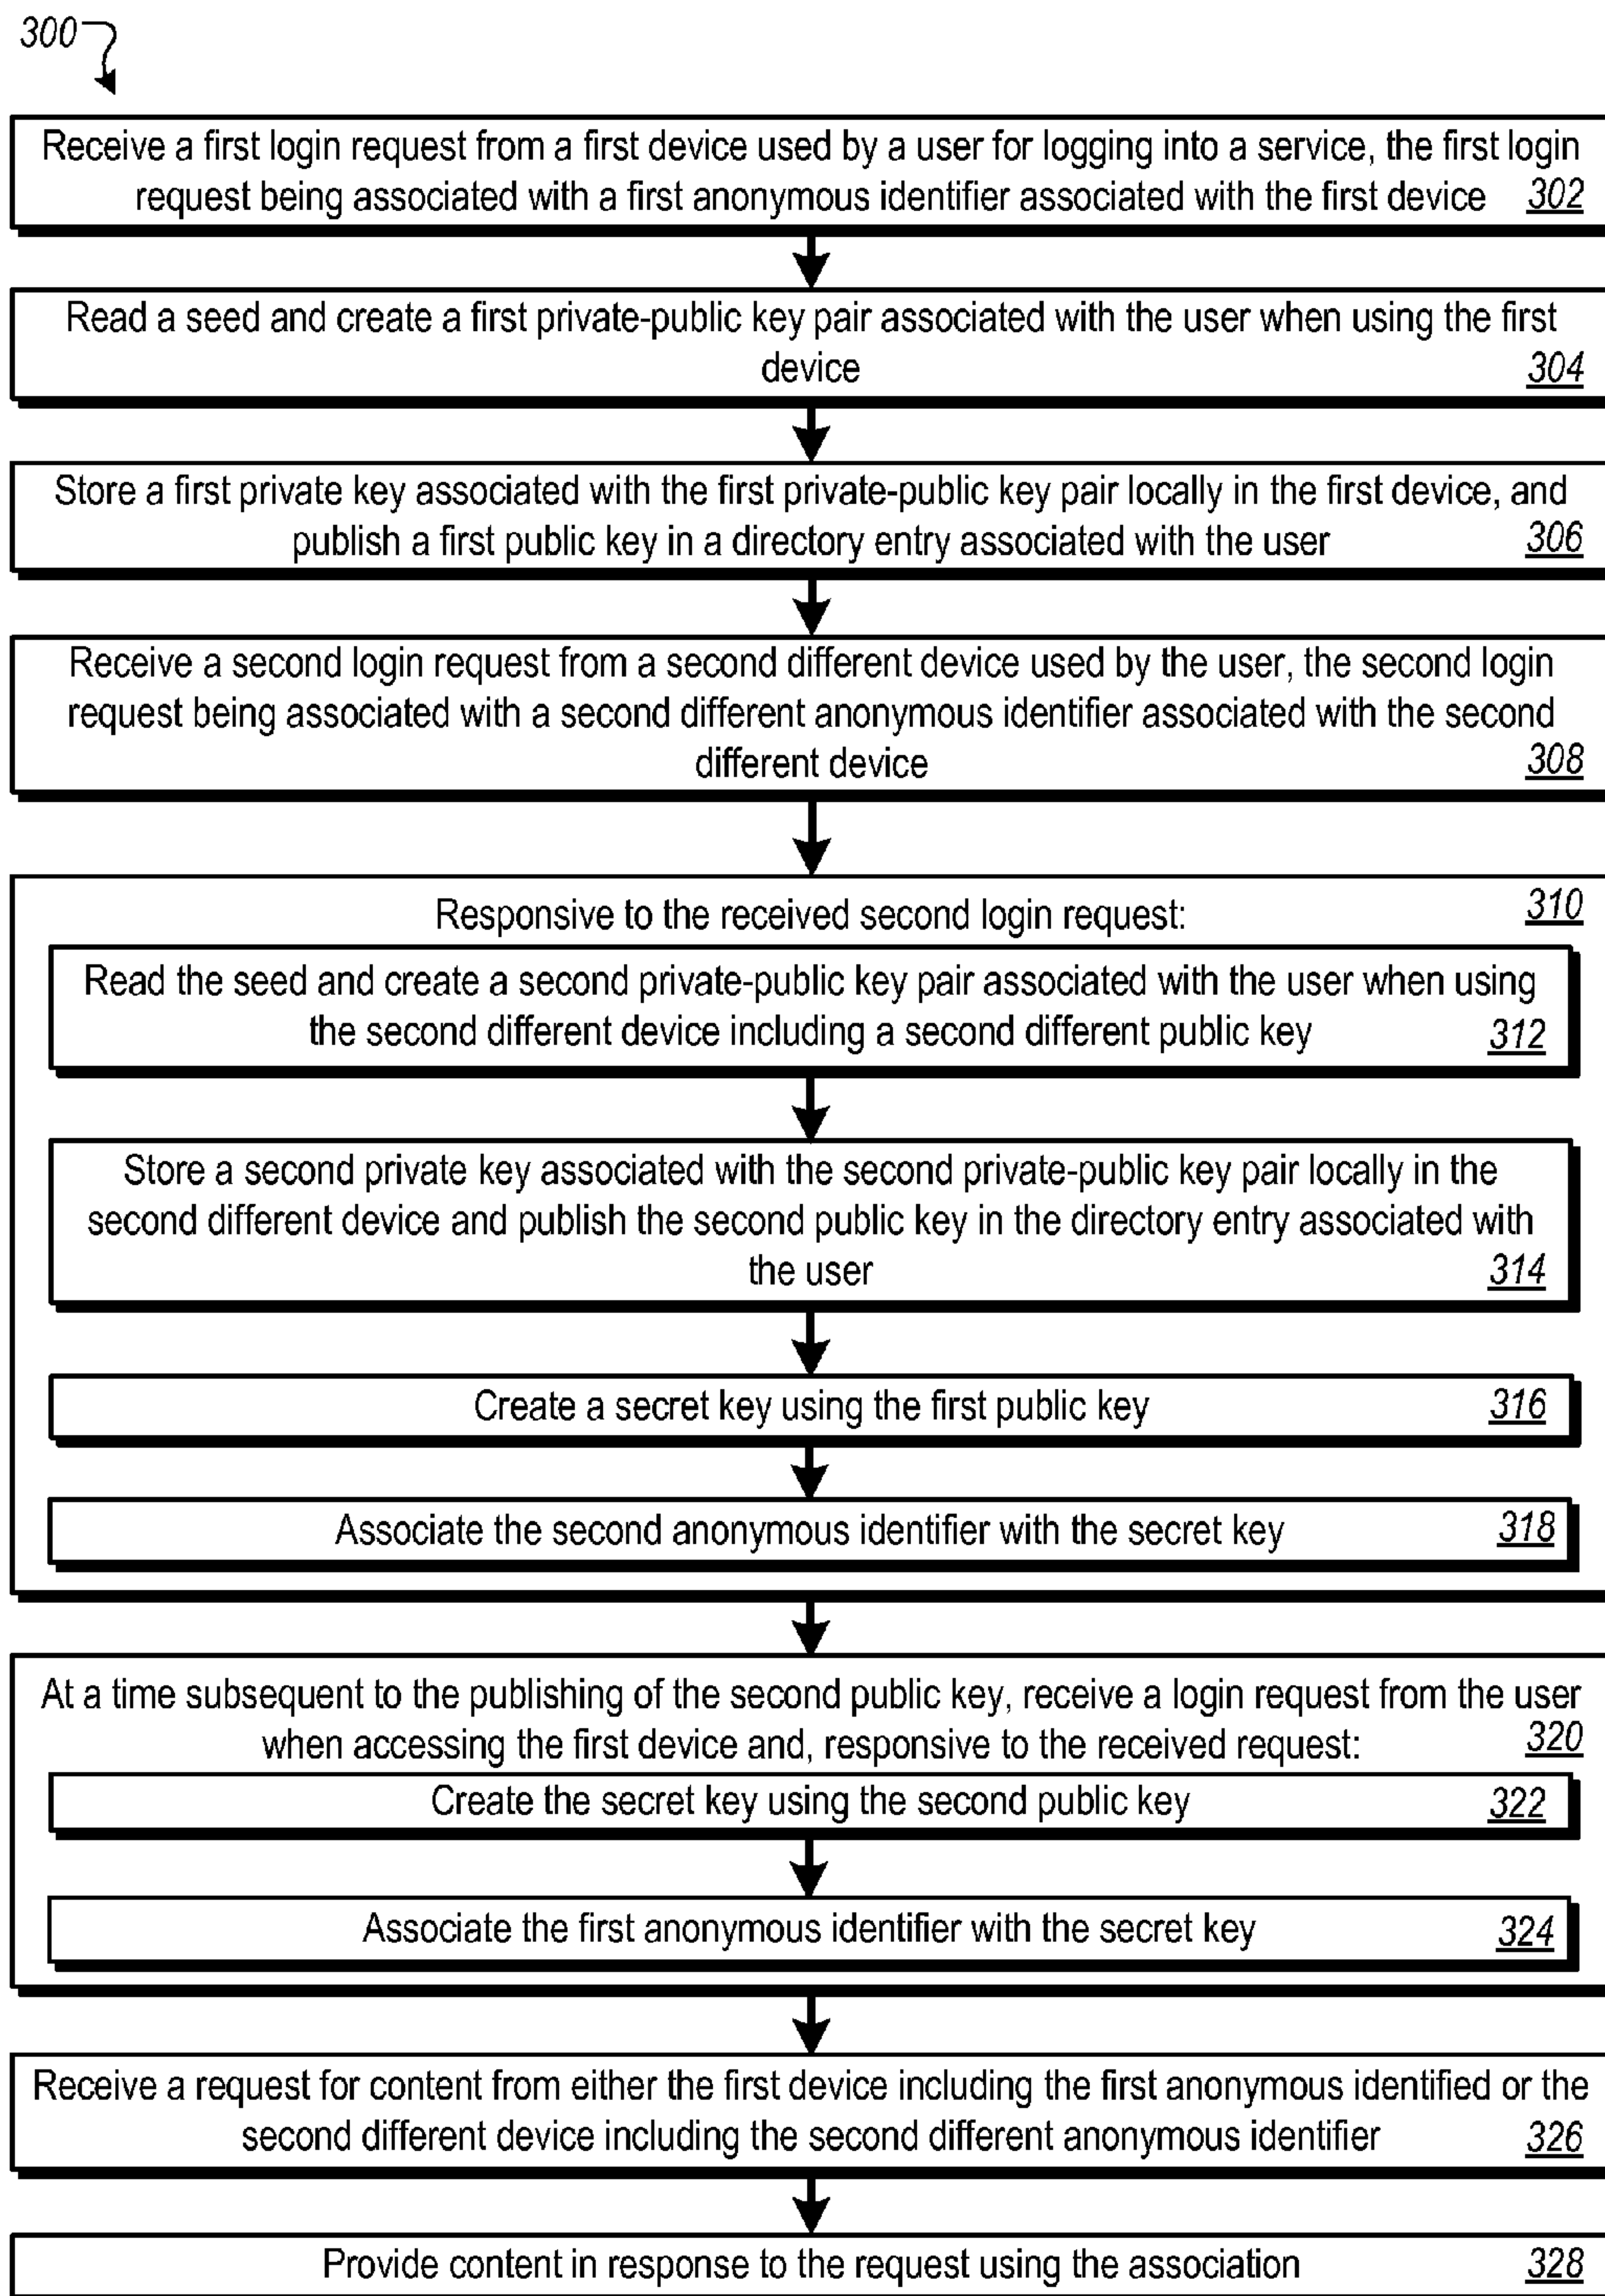 300
Receive a first login request from a first device used by a user for logging into a service, the first login
request being associated with a first anonymous identifier associated with the first device 302
Read a seed and create a first private-public key pair associated with the user when using the first
device 304
Store a first private key associated with the first private-public key pair locally in the first device, and
publish a first public key in a directory entry associated with the user 306
Receive a second login request from a second different device used by the user, the second login
request being associated with a second different anonymous identifier associated with the second
different device 308
Responsive to the received second login request: 310
Read the seed and create a second private-public key pair associated with the user when using
the second different device including a second different public key 312
Store a second private key associated with the second private-public key pair locally in the
second different device and publish the second public key in the directory entry associated with
the user 314
Create a secret key using the first public key 316
Associate the second anonymous identifier with the secret key 318
At a time subsequent to the publishing of the second public key, receive a login request from the user
when accessing the first device and, responsive to the received request: 320
Create the secret key using the second public key 322
Associate the first anonymous identifier with the secret key 324
Receive a request for content from either the first device including the first anonymous identified or the
second different device including the second different anonymous identifier 326
Provide content in response to the request using the association 328